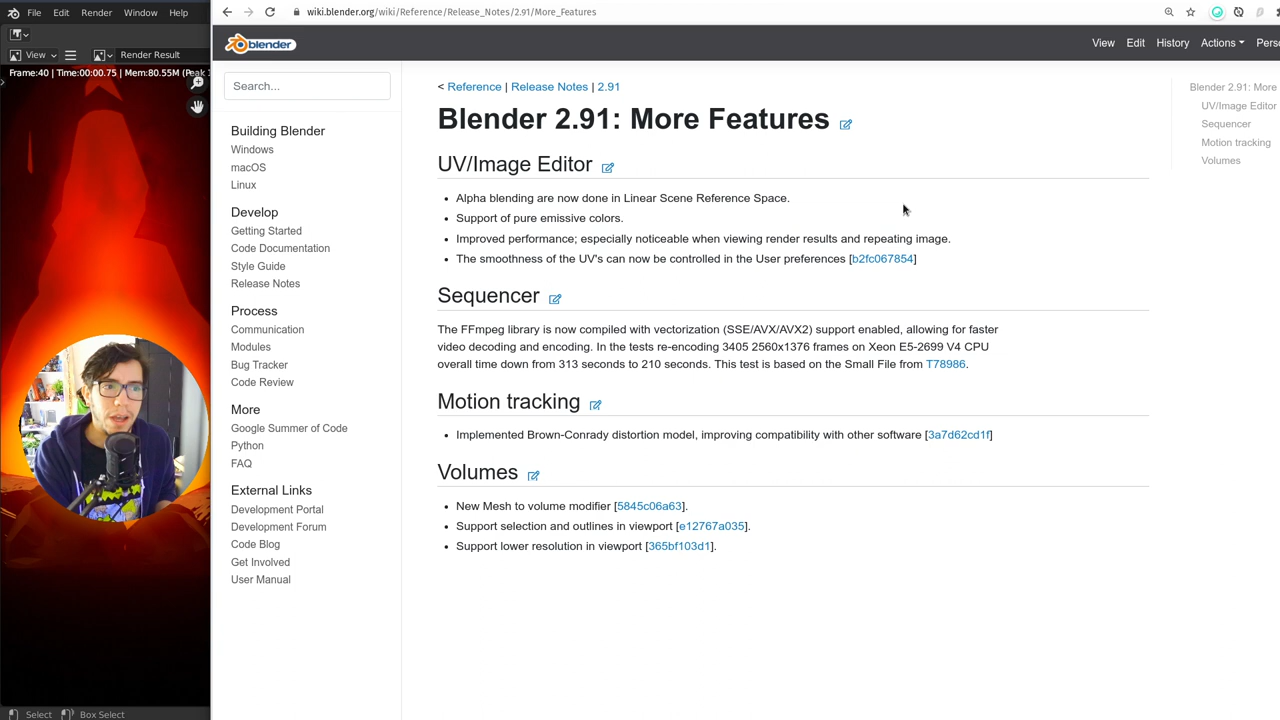 File Edit Render Window Help
View Render Result
Frame:40 | Time:00:00.75 | Mem:80.55M (Peak
Select Box Select
wiki.blender.org/wiki/Reference/Release_Notes/2.91/More_Features
blender
View Edit History Actions
Search...
Building Blender
Windows
macOS
Linux
Develop
Getting Started
Code Documentation
Style Guide
Release Notes
Process
Communication
Modules
Bug Tracker
Code Review
More
Google Summer of Code
Python
FAQ
External Links
Development Portal
Development Forum
Code Blog
Get Involved
User Manual
< Reference | Release Notes | 2.91
Blender 2.91: More Features
UV/Image Editor
• Alpha blending are now done in Linear Scene Reference Space.
• Support of pure emissive colors.
• Improved performance; especially noticeable when viewing render results and repeating image.
• The smoothness of the UV's can now be controlled in the User preferences [b2fc067854]
Sequencer
The FFmpeg library is now compiled with vectorization (SSE/AVX/AVX2) support enabled, allowing for faster
video decoding and encoding. In the tests re-encoding 3405 2560x1376 frames on Xeon E5-2699 V4 CPU
overall time down from 313 seconds to 210 seconds. This test is based on the Small File from T78986.
Motion tracking
• Implemented Brown-Conrady distortion model, improving compatibility with other software [3a7d62cd1f]
Volumes
• New Mesh to volume modifier [5845c06a63].
• Support selection and outlines in viewport [e12767a035].
• Support lower resolution in viewport [365bf103d1].
Blender 2.91: More
UV/Image Editor
Sequencer
Motion tracking
Volumes